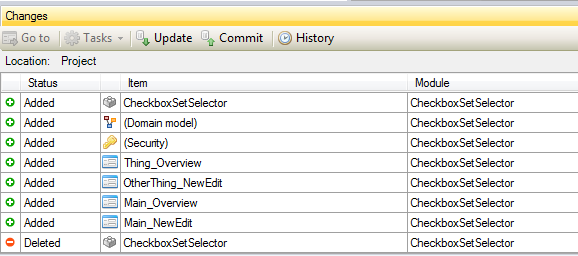 Changes
Go to Tasks Update Commit History
Location: Project
Status Item Module
Added CheckboxSetSelector CheckboxSetSelector
Added (Domain model) CheckboxSetSelector
Added (Security) CheckboxSetSelector
Added Thing_Overview CheckboxSetSelector
Added OtherThing_NewEdit CheckboxSetSelector
Added Main_Overview CheckboxSetSelector
Added Main_NewEdit CheckboxSetSelector
Deleted CheckboxSetSelector CheckboxSetSelector